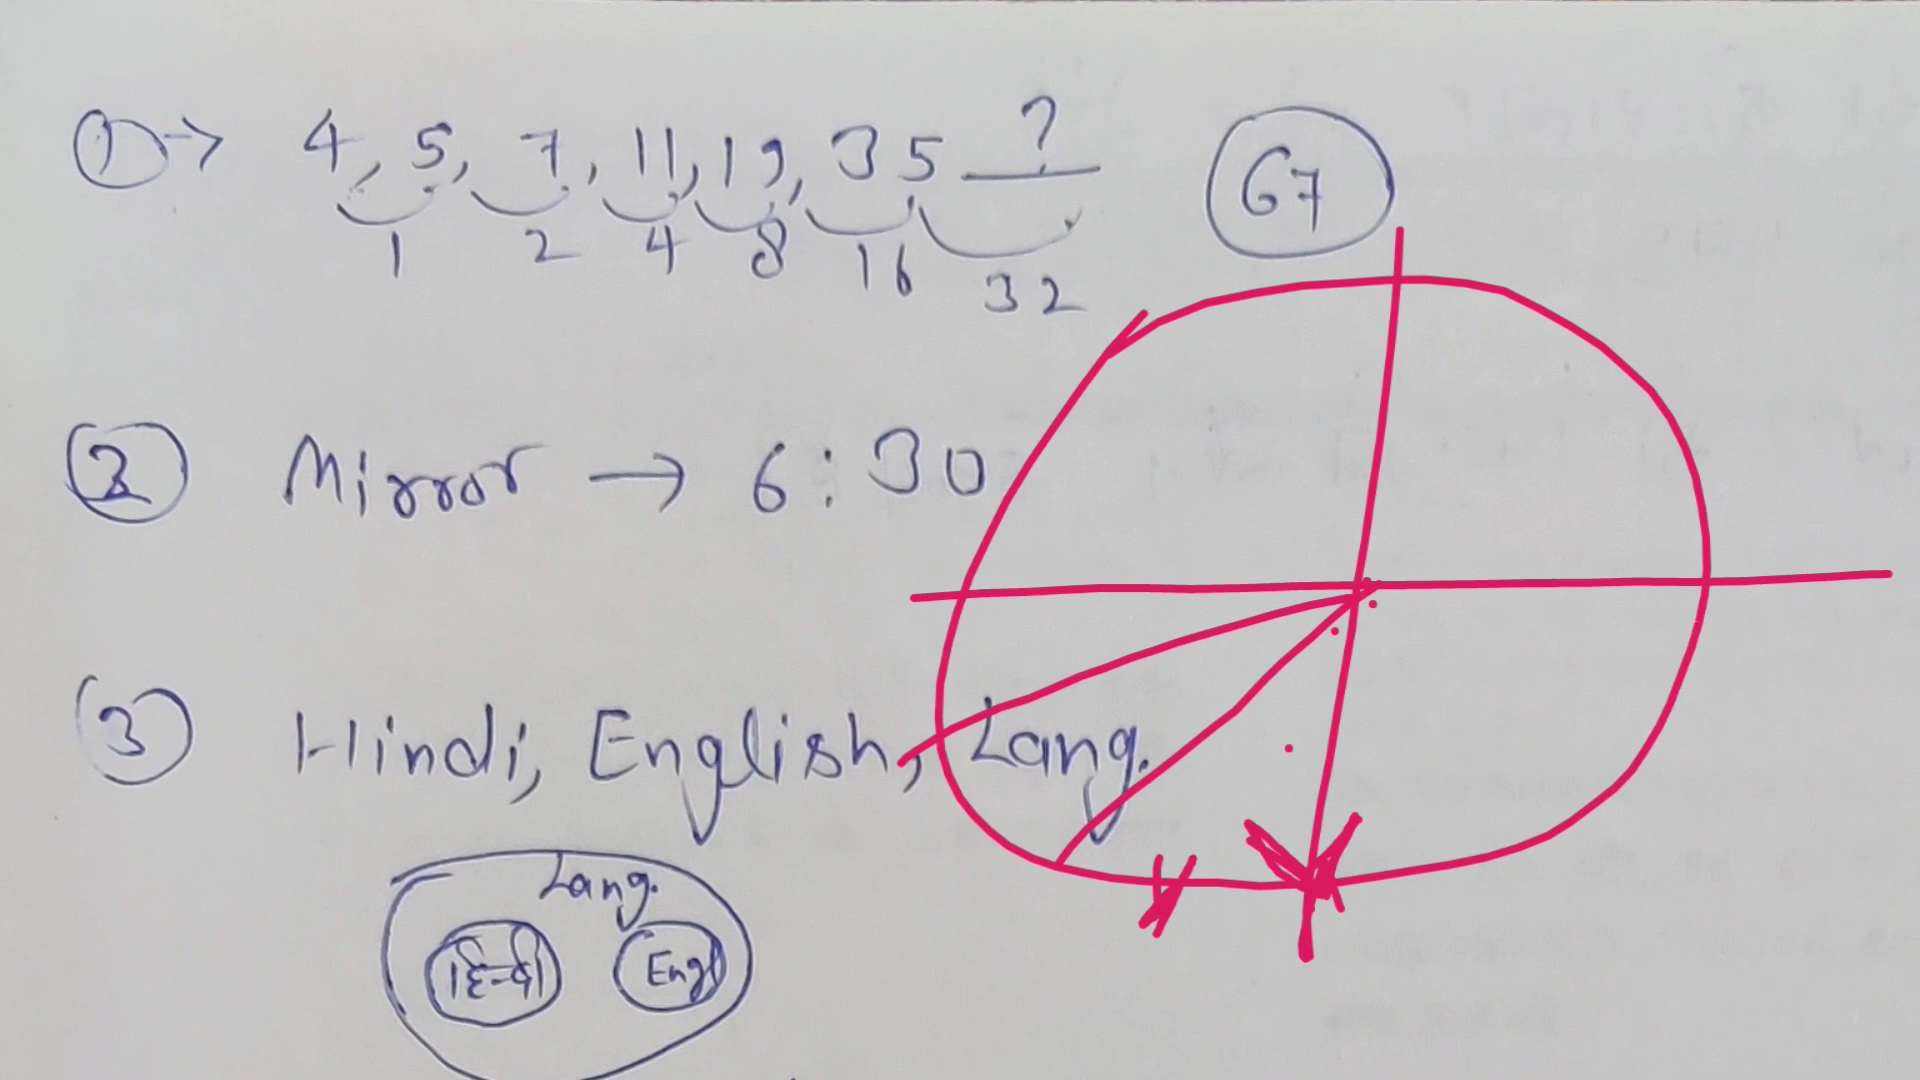 ① → 4, 5, 7, 11, 19, 35 ? 67
1 2 4 8 16 32
② Mirror → 6:30
③ Hindi, English, Lang.
Lang.
हिन्दी Engl